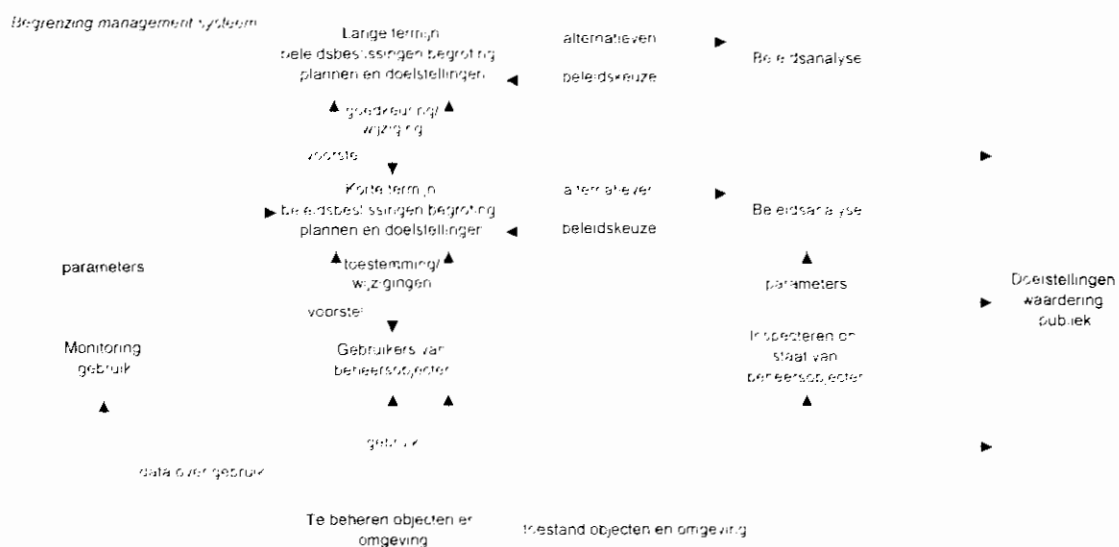 Begrenzing management systeem
Lange termijn
beleidsbeslissingen begroting
plannen en doelstellingen
alternatieven
beleidskeuze
Beleidsanalyse
goedkeuring/
wijziging
voorstel
Korte termijn
beleidsbeslissingen begroting
plannen en doelstellingen
alternatieven
beleidskeuze
Beleidsanalyse
parameters
toestemming/
wijzigingen
parameters
Doelstellingen
waardering
publiek
voorstel
Monitoring
gebruik
Gebruikers van
beheersobjecten
Inspecteren op
staat van
beheersobjecten
gebruik
data over gebruik
Te beheren objecten en
omgeving
toestand objecten en omgeving